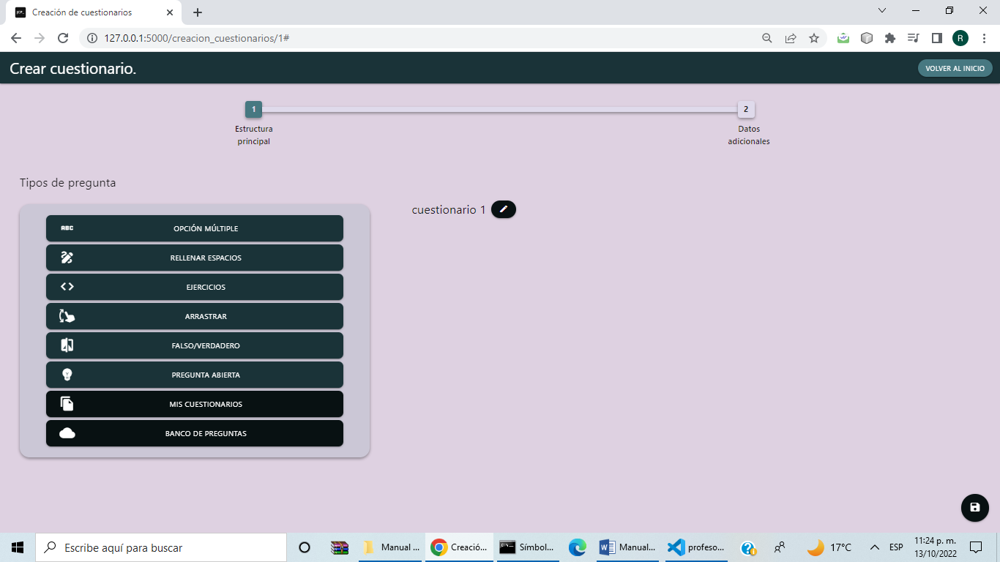 Creación de cuestionarios
127.0.0.1:5000/creacion_cuestionarios/1#
R
Crear cuestionario.
VOLVER AL INICIO
1
2
Estructura
principal
Datos
adicionales
Tipos de pregunta
cuestionario 1
ABC
OPCIÓN MÚLTIPLE
RELLENAR ESPACIOS
EJERCICIOS
ARRASTRAR
FALSO/VERDADERO
PREGUNTA ABIERTA
MIS CUESTIONARIOS
BANCO DE PREGUNTAS
Escribe aquí para buscar
Manual ...
Creació...
Símbol...
Manual...
profeso...
17°C
ESP
11:24 p. m.
13/10/2022